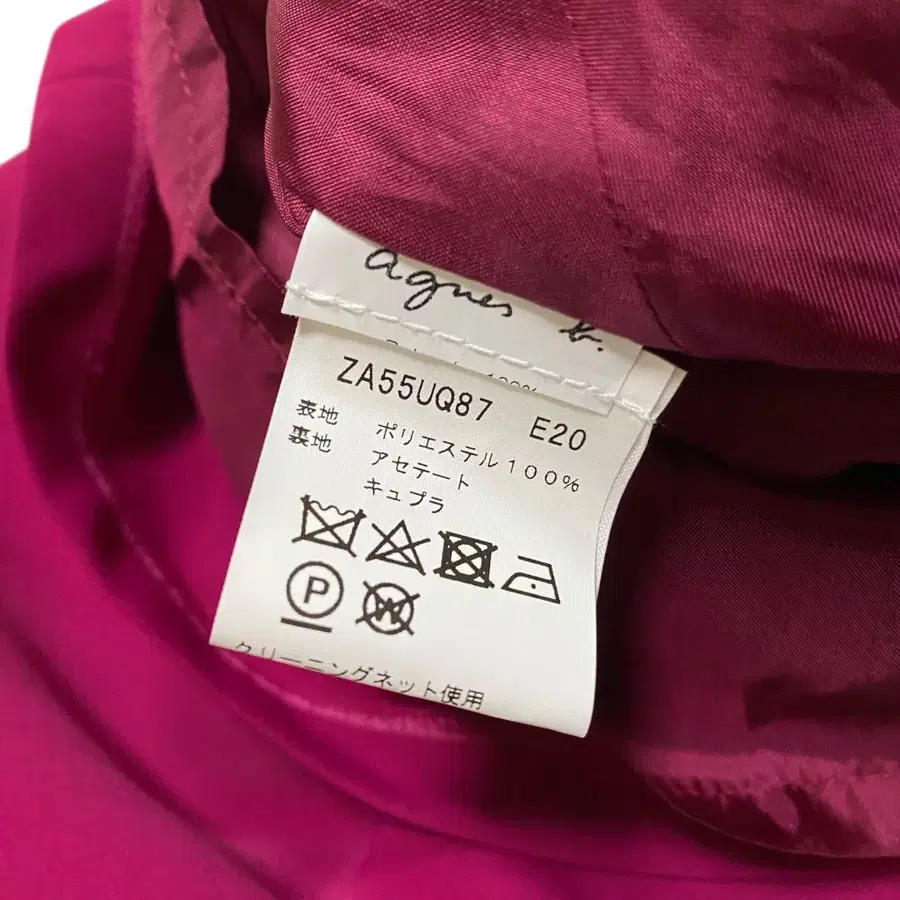 agnès b.
ZA55UQ87 E20
表地 ポリエステル100%
裏地 アセテート
キュプラ
P
W
クリーニングネット使用